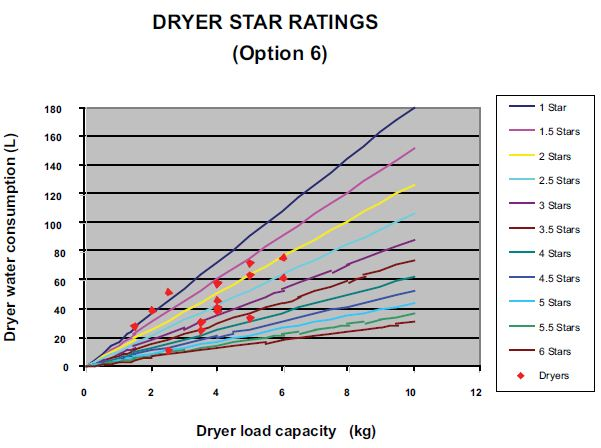 DRYER STAR RATINGS
(Option 6)
Dryer water consumption (L)
180
160
140
120
100
80
60
40
20
0
0 2 4 6 8 10 12
Dryer load capacity (kg)
1 Star
1.5 Stars
2 Stars
2.5 Stars
3 Stars
3.5 Stars
4 Stars
4.5 Stars
5 Stars
5.5 Stars
6 Stars
Dryers